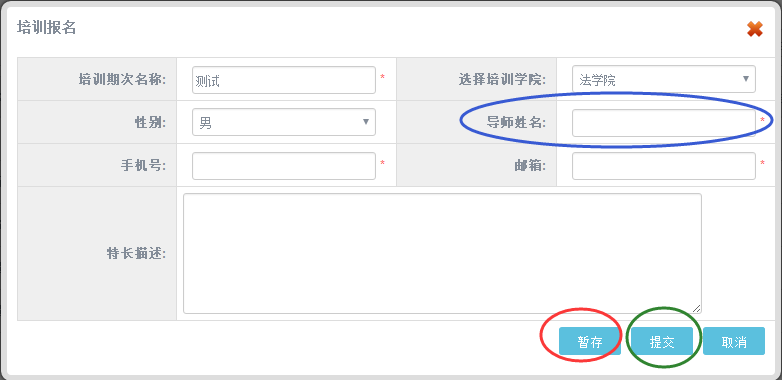 培训报名
培训期次名称: 测试 * 选择培训学院: 法学院
性别: 男 导师姓名: *
手机号: * 邮箱: *
特长描述:
暂存 提交 取消